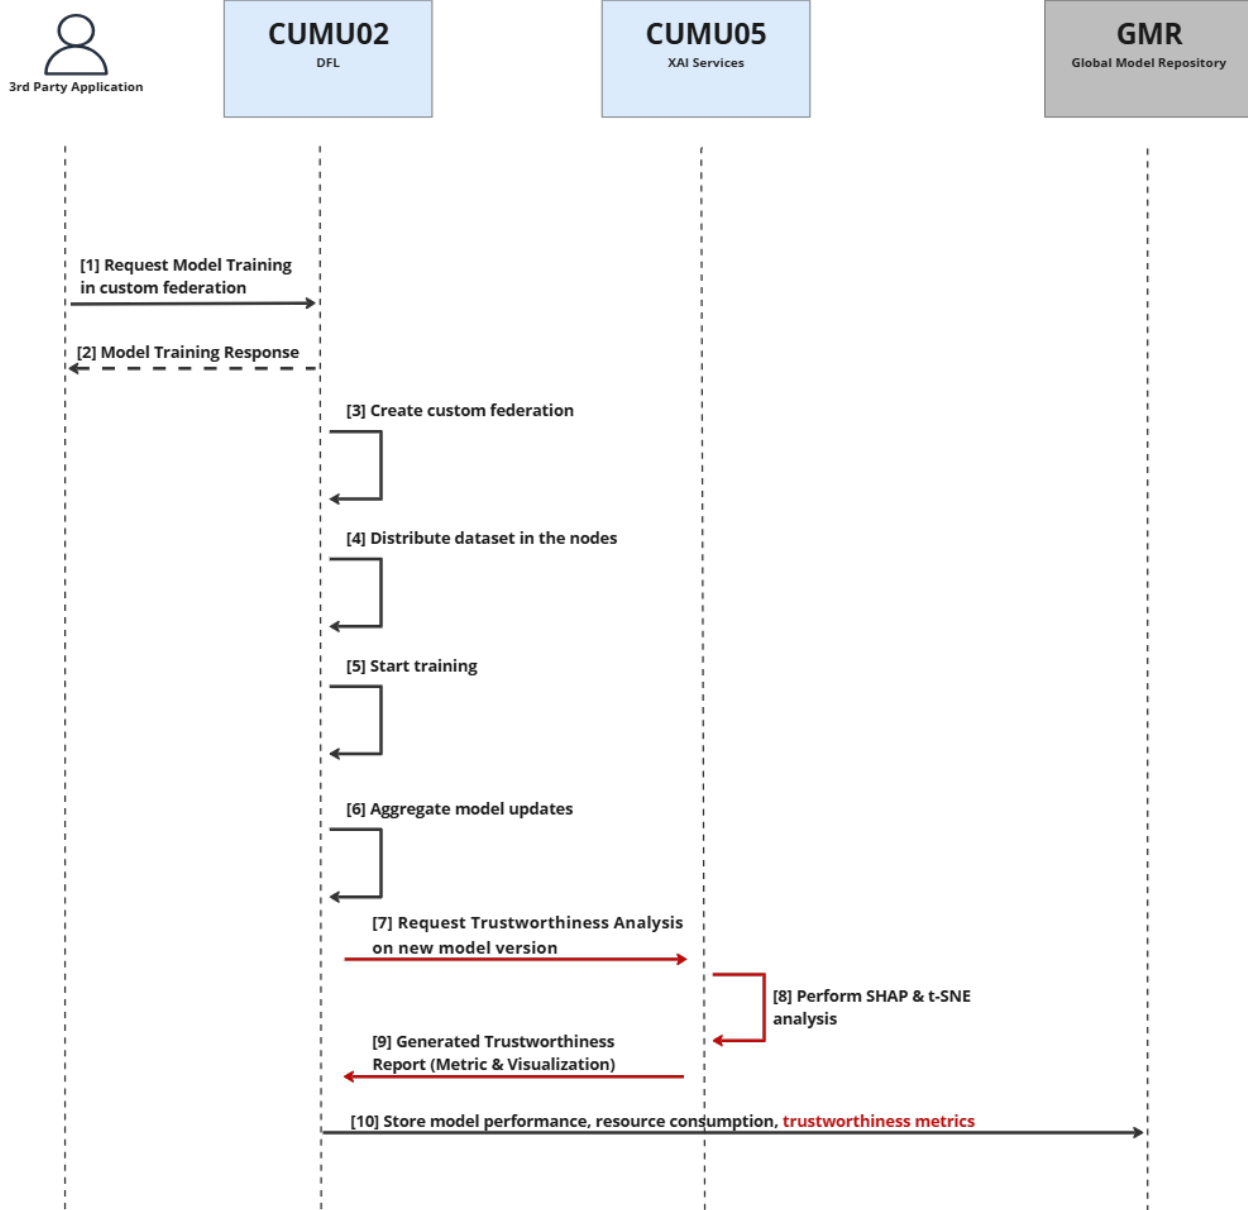 CUMU02
DFL
CUMU05
XAI Services
GMR
Global Model Repository
3rd Party Application
[1] Request Model Training
in custom federation
[2] Model Training Response
[3] Create custom federation
[4] Distribute dataset in the nodes
[5] Start training
[6] Aggregate model updates
[7] Request Trustworthiness Analysis
on new model version
[8] Perform SHAP & t-SNE
analysis
[9] Generated Trustworthiness
Report (Metric & Visualization)
[10] Store model performance, resource consumption, trustworthiness metrics